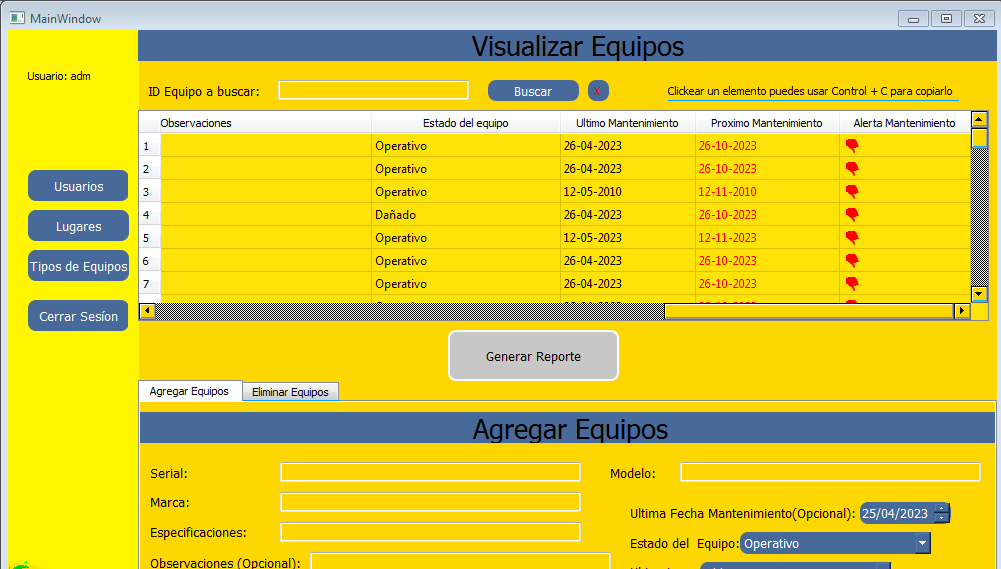 MainWindow
Visualizar Equipos
Usuario: adm
ID Equipo a buscar:
Buscar
X
Clickear un elemento puedes usar Control + C para copiarlo
Observaciones Estado del equipo Ultimo Mantenimiento Proximo Mantenimiento Alerta Mantenimiento
1 Operativo 26-04-2023 26-10-2023
2 Operativo 26-04-2023 26-10-2023
3 Operativo 12-05-2010 12-11-2010
4 Dañado 26-04-2023 26-10-2023
5 Operativo 12-05-2023 12-11-2023
6 Operativo 26-04-2023 26-10-2023
7 Operativo 26-04-2023 26-10-2023
Usuarios
Lugares
Tipos de Equipos
Cerrar Sesíon
Generar Reporte
Agregar Equipos
Eliminar Equipos
Agregar Equipos
Serial:
Modelo:
Marca:
Ultima Fecha Mantenimiento(Opcional): 25/04/2023
Especificaciones:
Estado del Equipo: Operativo
Observaciones (Opcional):